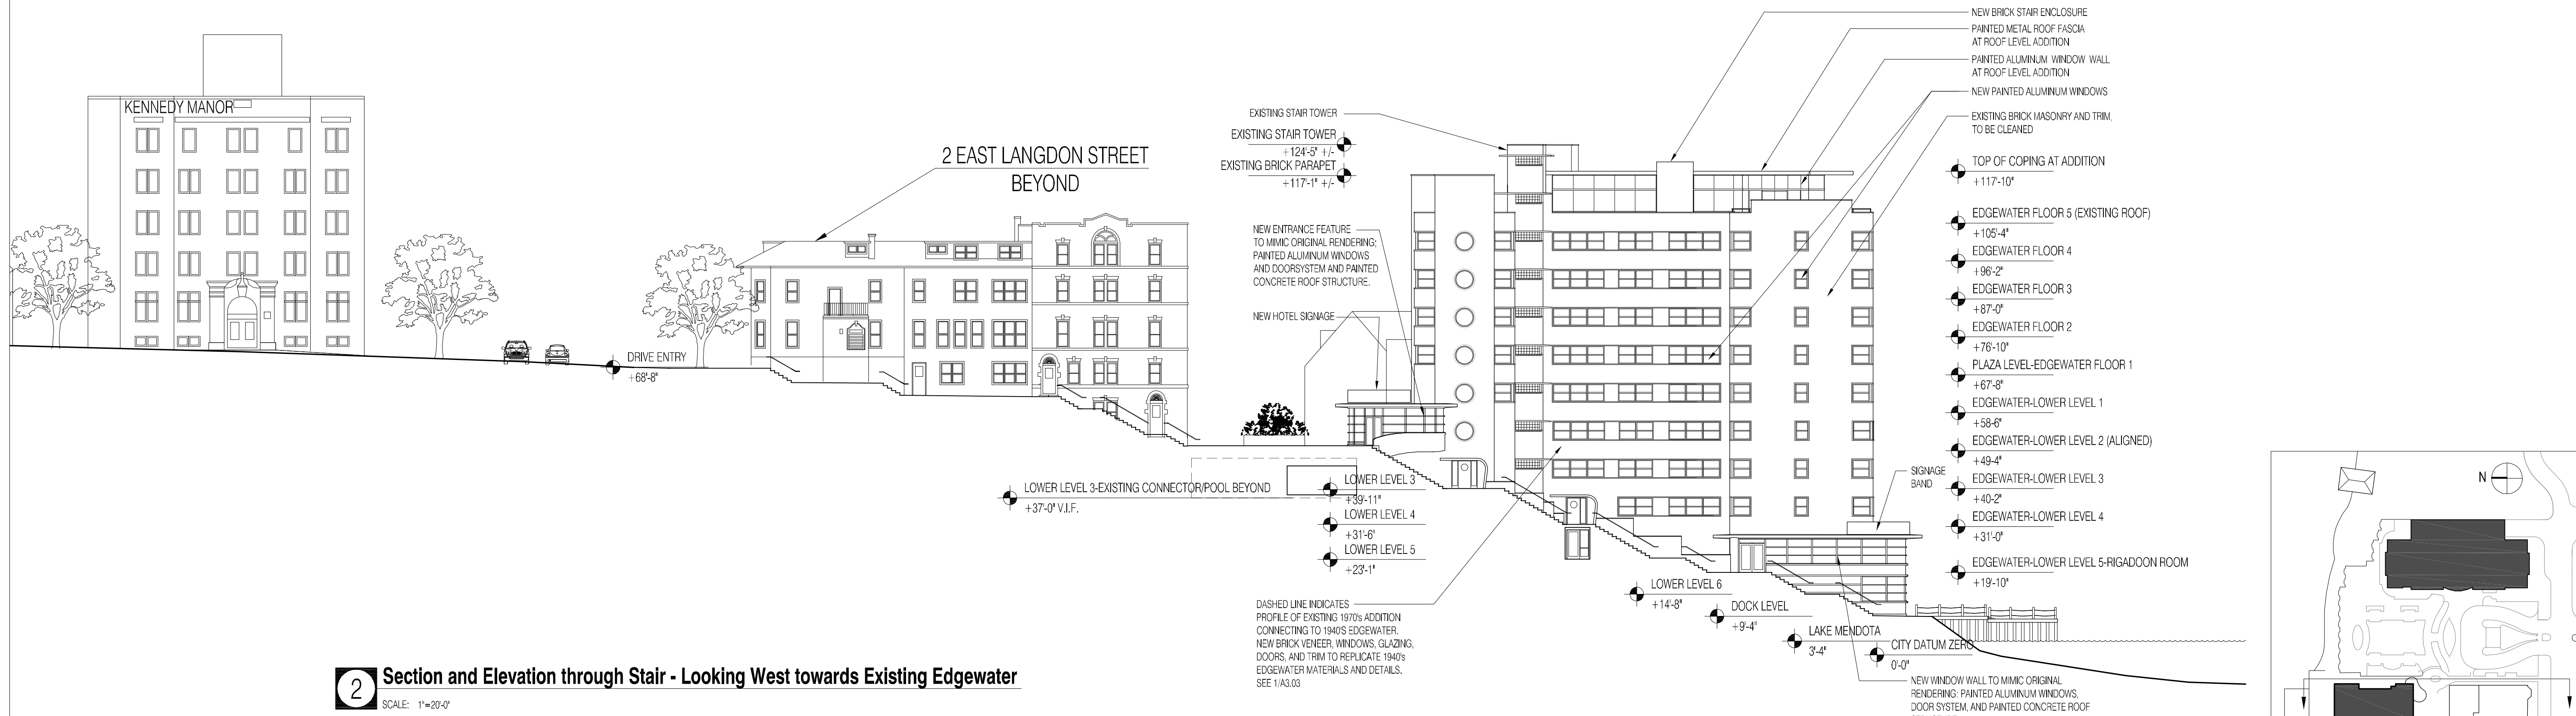 KENNEDY MANOR
2 EAST LANGDON STREET
BEYOND
DRIVE ENTRY
+68'-8"
EXISTING STAIR TOWER
EXISTING STAIR TOWER
+124'-5" +/-
EXISTING BRICK PARAPET
+117'-1" +/-
NEW ENTRANCE FEATURE
TO MIMIC ORIGINAL RENDERING;
PAINTED ALUMINUM WINDOWS
AND DOORSYSTEM AND PAINTED
CONCRETE ROOF STRUCTURE.
NEW HOTEL SIGNAGE
LOWER LEVEL 3-EXISTING CONNECTOR/POOL BEYOND
+37'-0" V.I.F.
LOWER LEVEL 3
+39'-11"
LOWER LEVEL 4
+31'-6"
LOWER LEVEL 5
+23'-1"
DASHED LINE INDICATES
PROFILE OF EXISTING 1970's ADDITION
CONNECTING TO 1940'S EDGEWATER.
NEW BRICK VENEER, WINDOWS, GLAZING,
DOORS, AND TRIM TO REPLICATE 1940's
EDGEWATER MATERIALS AND DETAILS.
SEE 1/A3.03
LOWER LEVEL 6
+14'-8"
DOCK LEVEL
+9'-4"
LAKE MENDOTA
3'-4"
CITY DATUM ZERO
0'-0"
NEW BRICK STAIR ENCLOSURE
PAINTED METAL ROOF FASCIA
AT ROOF LEVEL ADDITION
PAINTED ALUMINUM WINDOW WALL
AT ROOF LEVEL ADDITION
NEW PAINTED ALUMINUM WINDOWS
EXISTING BRICK MASONRY AND TRIM,
TO BE CLEANED
TOP OF COPING AT ADDITION
+117'-10"
EDGEWATER FLOOR 5 (EXISTING ROOF)
+105'-4"
EDGEWATER FLOOR 4
+96'-2"
EDGEWATER FLOOR 3
+87'-0"
EDGEWATER FLOOR 2
+76'-10"
PLAZA LEVEL-EDGEWATER FLOOR 1
+67'-8"
EDGEWATER-LOWER LEVEL 1
+58'-6"
EDGEWATER-LOWER LEVEL 2 (ALIGNED)
+49'-4"
EDGEWATER-LOWER LEVEL 3
+40'-2"
EDGEWATER-LOWER LEVEL 4
+31'-0"
EDGEWATER-LOWER LEVEL 5-RIGADOON ROOM
+19'-10"
SIGNAGE
BAND
NEW WINDOW WALL TO MIMIC ORIGINAL
RENDERING: PAINTED ALUMINUM WINDOWS,
DOOR SYSTEM, AND PAINTED CONCRETE ROOF
N
2
Section and Elevation through Stair - Looking West towards Existing Edgewater
SCALE: 1"=20'-0"